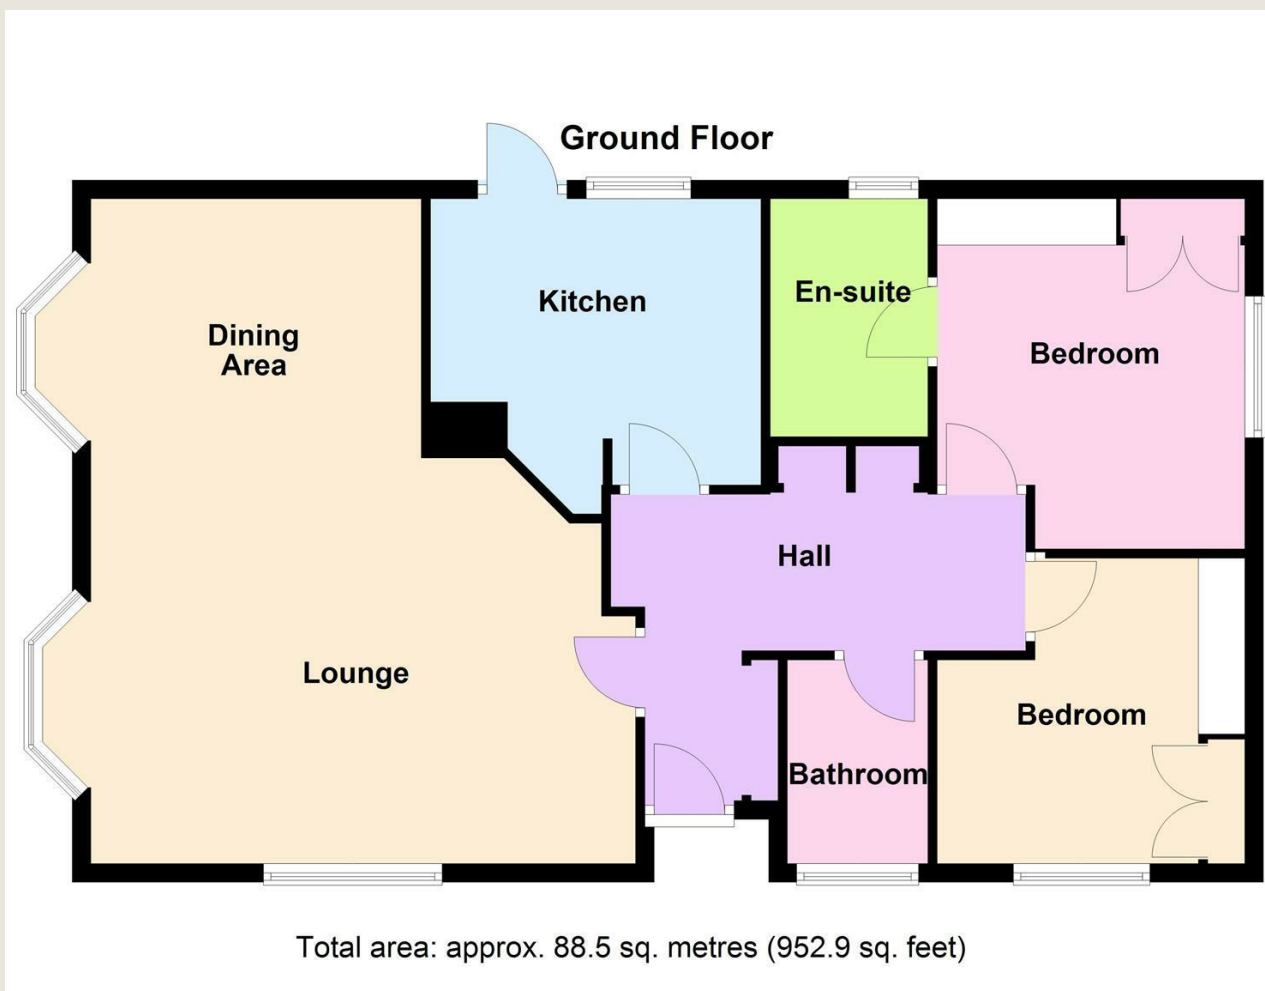 Ground Floor
Kitchen
En-suite
Dining
Area
Bedroom
Hall
Lounge
Bedroom
Bathroom
Total area: approx. 88.5 sq. metres (952.9 sq. feet)